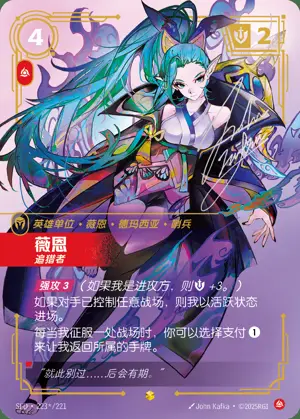 4
2
英雄单位·薇恩·德玛西亚·哨兵
薇恩
追猎者
强攻 3 (如果我是进攻方,则 +3。)
如果对手已控制任意战场,则我以活跃状态
进场。
每当我征服一处战场时,你可以选择支付 1
来让我返回所属的手牌。
"就此别过……后会有期."
223*/221
John Kafka ©2025RIOT